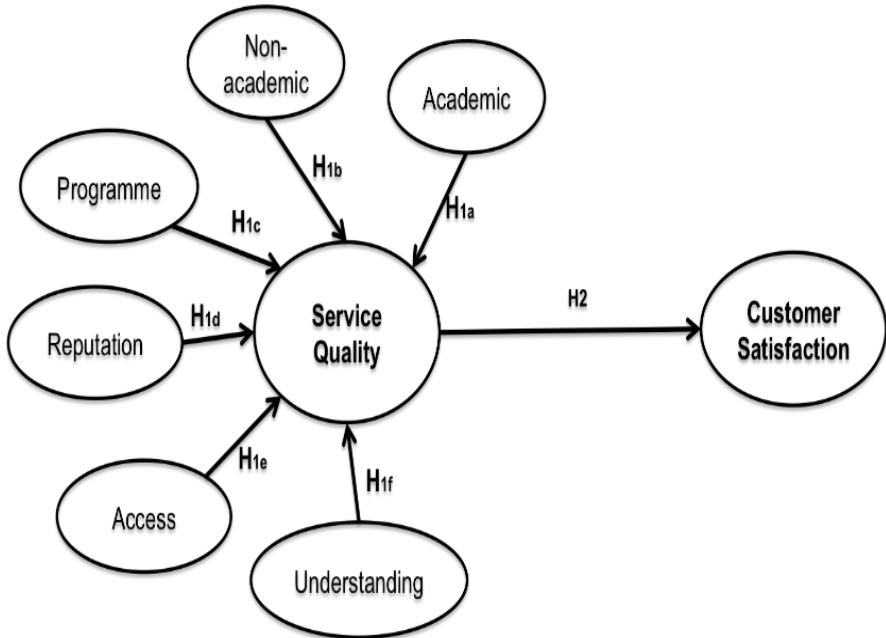 Non-
academic
Academic
H1b
Programme
H1a
H1c
Reputation
H1d
Service
Quality
H2
Customer
Satisfaction
H1e
H1f
Access
Understanding